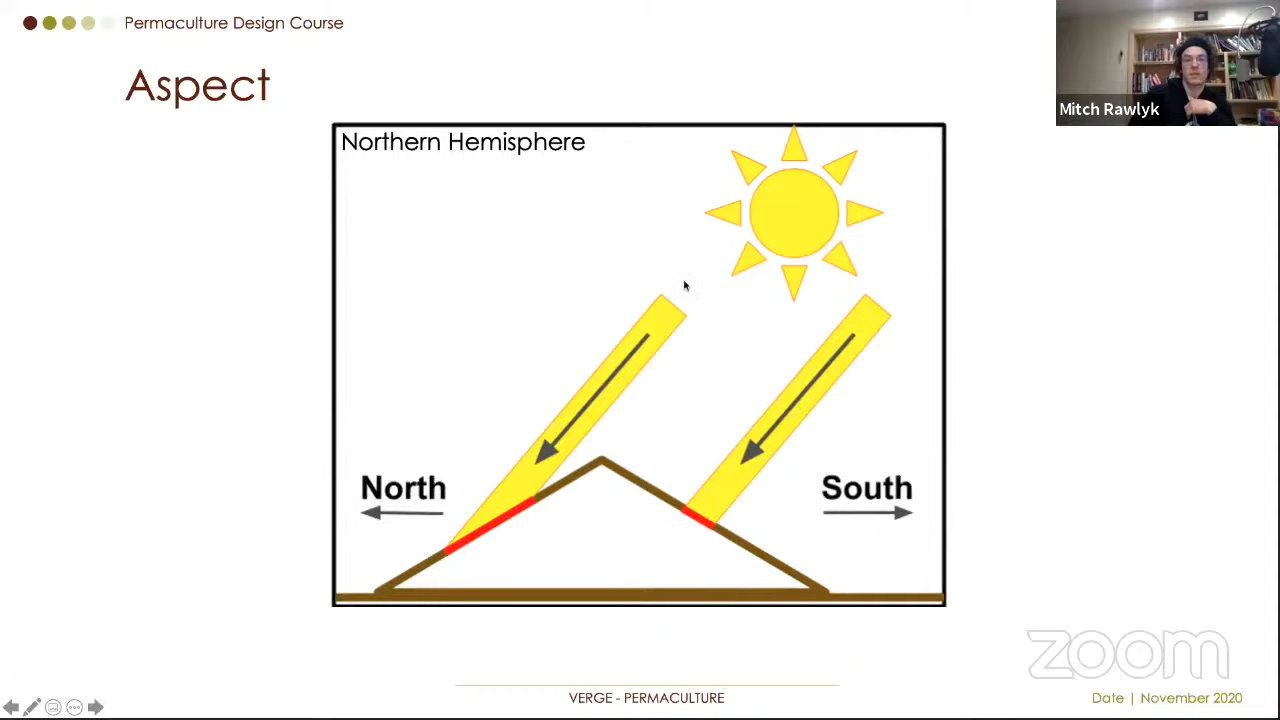 Permaculture Design Course
Aspect
Mitch Rawlyk
Northern Hemisphere
North
South
zoom
VERGE - PERMACULTURE
Date | November 2020